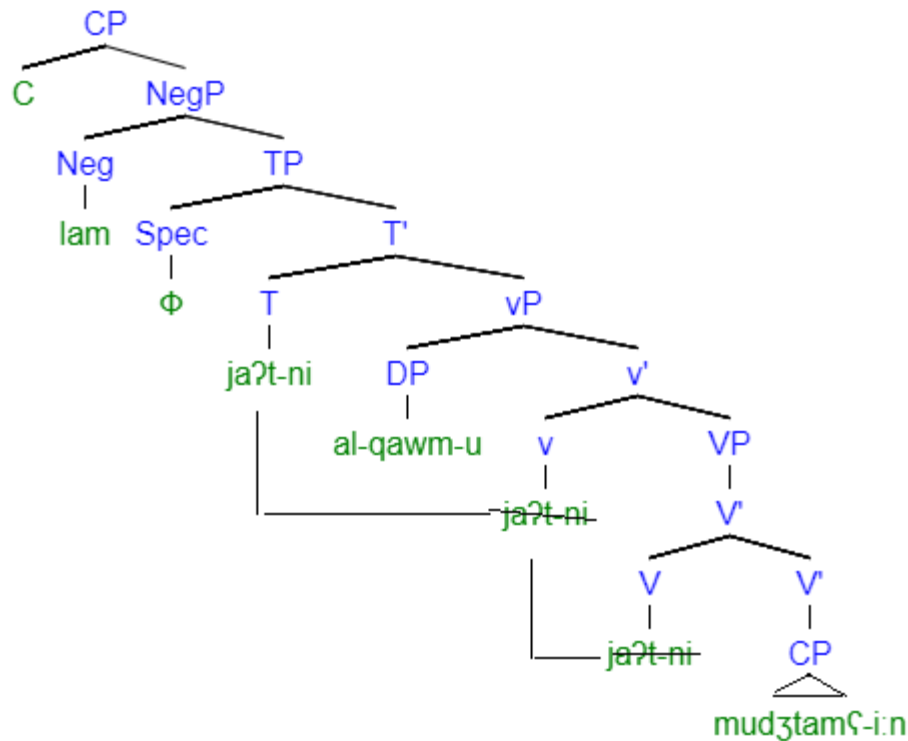 CP
C NegP
Neg TP
lam Spec T'
Φ T vP
jaʔt-ni DP v'
al-qawm-u v VP
jaʔt-ni V'
V V'
jaʔt-ni CP
mudʒtamʕ-i:n